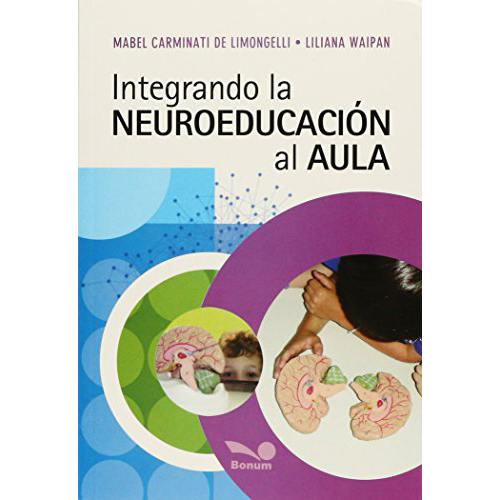 MABEL CARMINATI DE LIMONGELLI • LILIANA WAIPAN
Integrando la
NEUROEDUCACIÓN
al AULA
Bonum